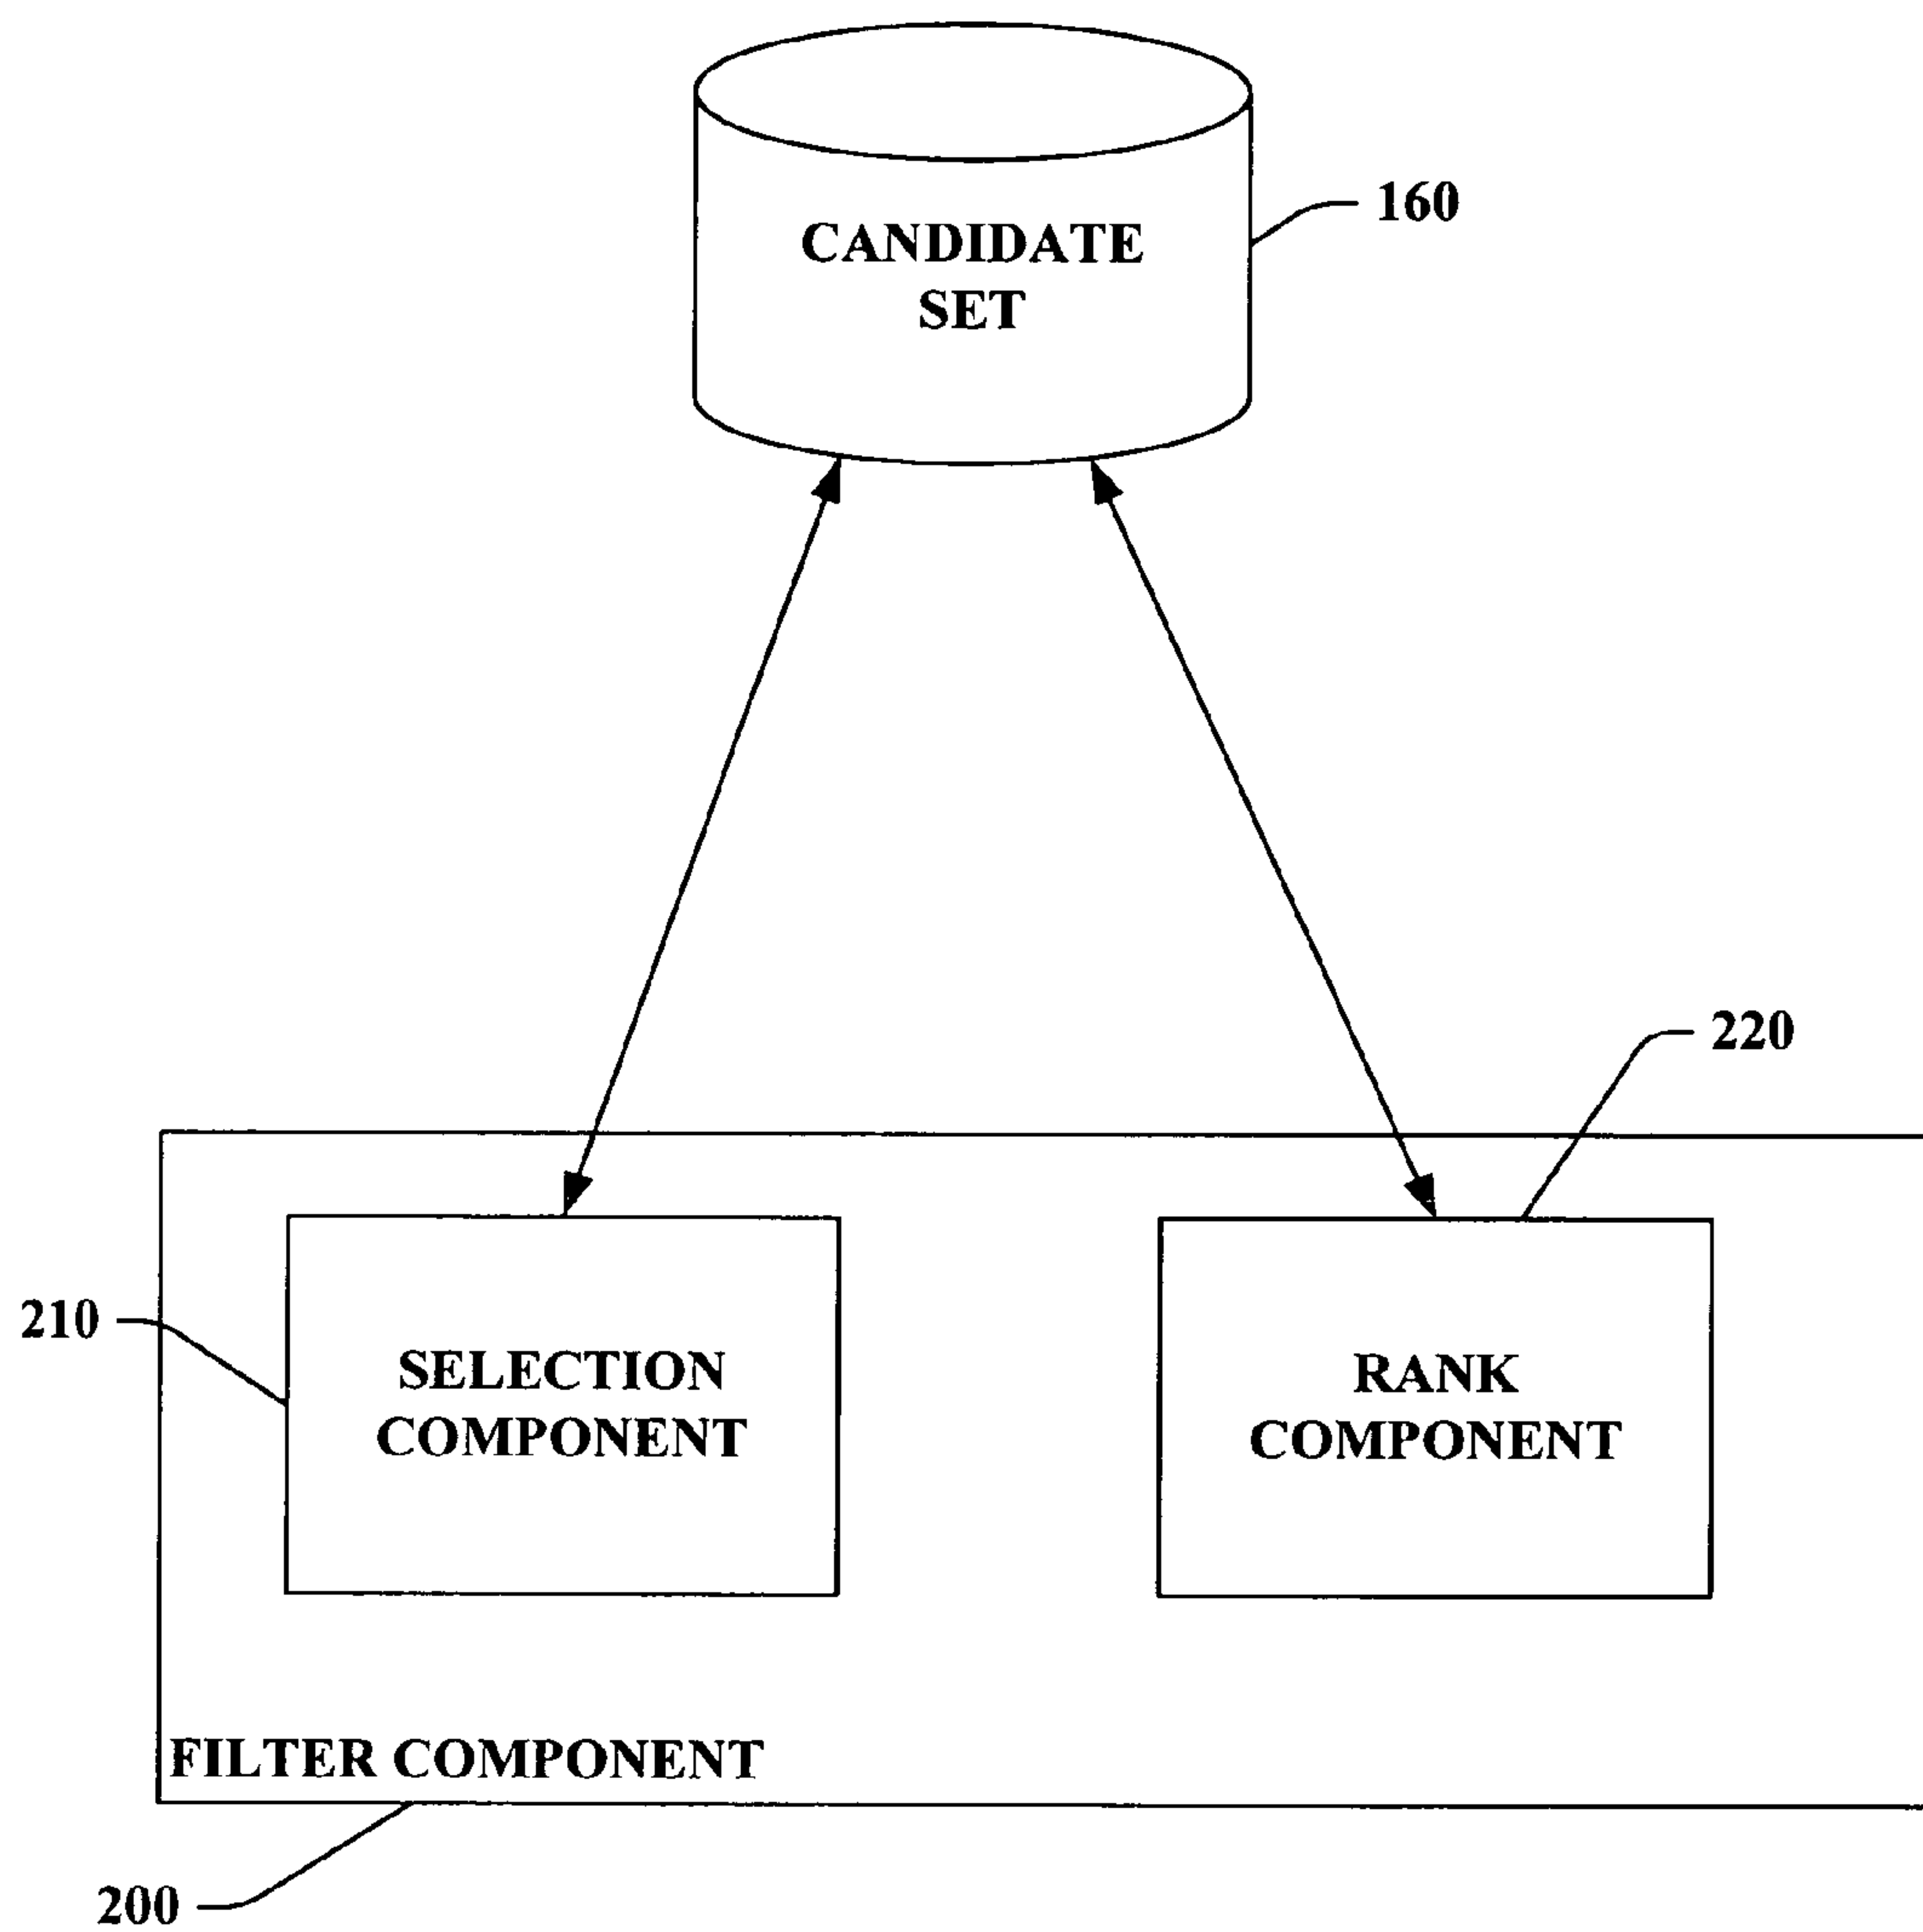 CANDIDATE
SET
160
220
210
SELECTION
COMPONENT
RANK
COMPONENT
FILTER COMPONENT
200